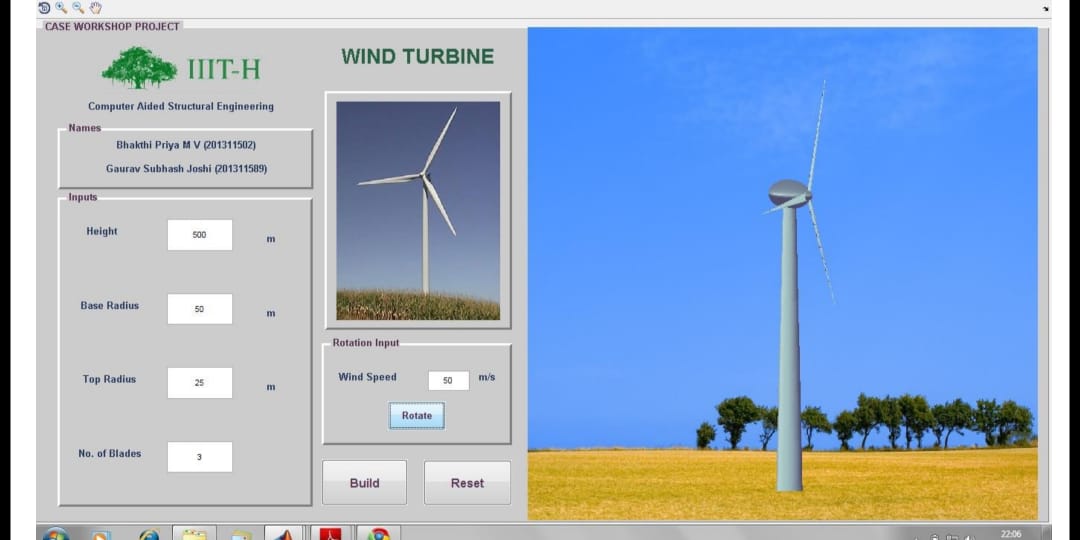 CASE WORKSHOP PROJECT
IIIT-H
WIND TURBINE
Computer Aided Structural Engineering
Names
Bhakthi Priya M V (201311502)
Gaurav Subhash Joshi (201311589)
Inputs
Height 500 m
Base Radius 50 m
Top Radius 25 m
No. of Blades 3
Rotation Input
Wind Speed 50 m/s
Rotate
Build Reset
22:06